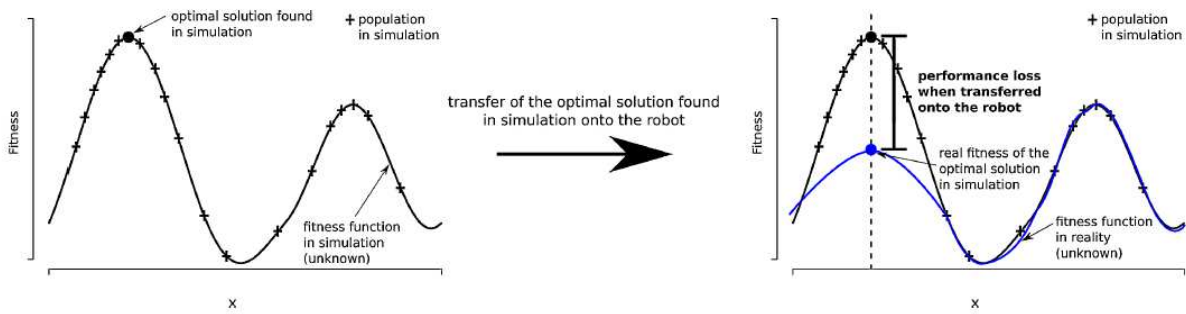 optimal solution found
in simulation
+ population
in simulation
Fitness
fitness function
in simulation
(unknown)
x
transfer of the optimal solution found
in simulation onto the robot
+ population
in simulation
performance loss
when transferred
onto the robot
Fitness
real fitness of the
optimal solution
in simulation
fitness function
in reality
(unknown)
x